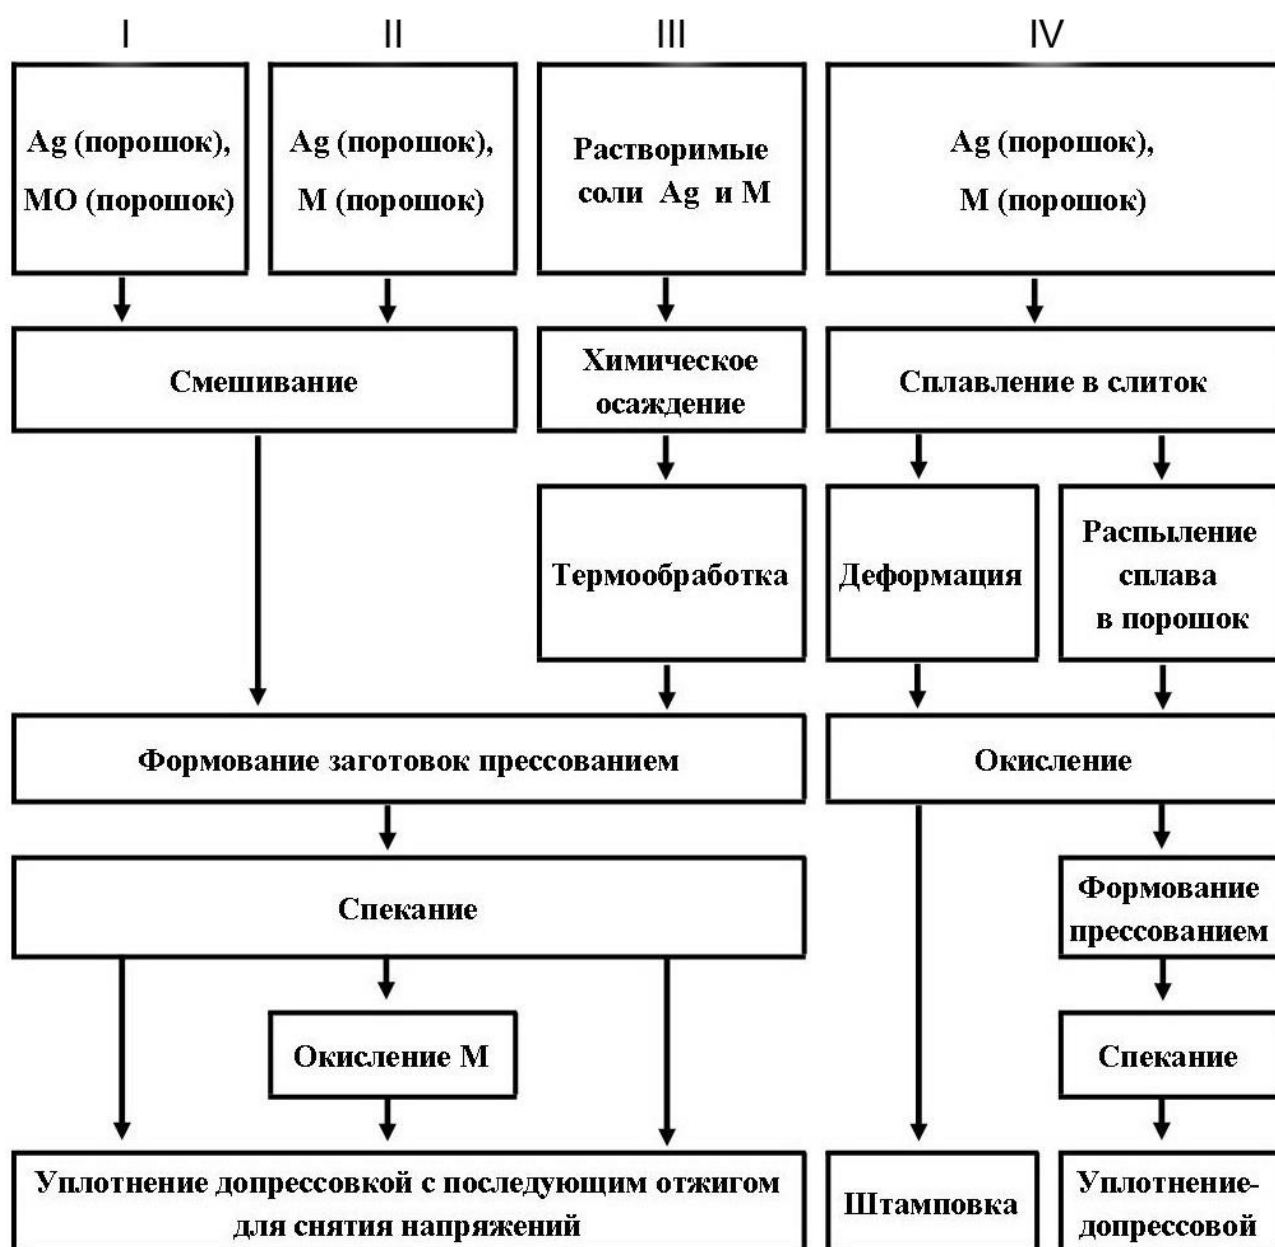 I
II
III
IV
Ag (порошок),
МО (порошок)
Ag (порошок),
М (порошок)
Растворимые
соли Ag и М
Ag (порошок),
М (порошок)
Смешивание
Химическое
осаждение
Сплавление в слиток
Термообработка
Деформация
Распыление
сплава
в порошок
Формование заготовок прессованием
Окисление
Спекание
Формование
прессованием
Окисление М
Спекание
Уплотнение допрессовкой с последующим отжигом
для снятия напряжений
Штамповка
Уплотнение-
допрессовой